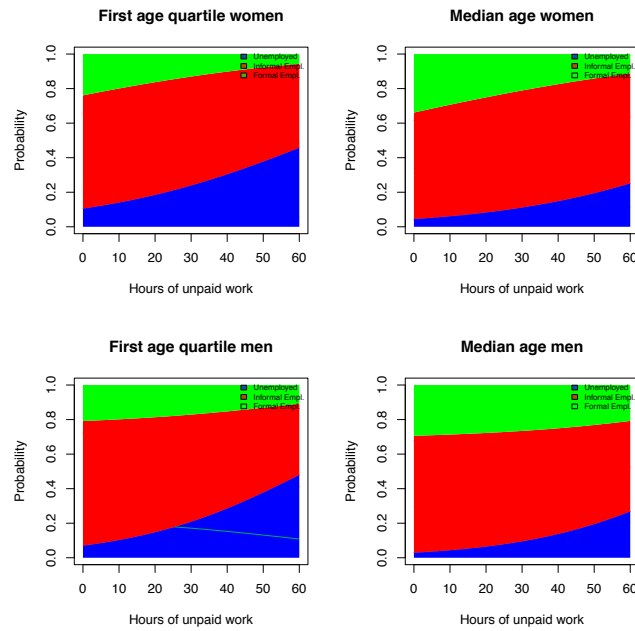 First age quartile women
Unemployed
Informal Empl.
Formal Empl.
Probability
0.0 0.2 0.4 0.6 0.8 1.0
0 10 20 30 40 50 60
Hours of unpaid work
Median age women
Unemployed
Informal Empl.
Formal Empl.
Probability
0.0 0.2 0.4 0.6 0.8 1.0
0 10 20 30 40 50 60
Hours of unpaid work
First age quartile men
Unemployed
Informal Empl.
Formal Empl.
Probability
0.0 0.2 0.4 0.6 0.8 1.0
0 10 20 30 40 50 60
Hours of unpaid work
Median age men
Unemployed
Informal Empl.
Formal Empl.
Probability
0.0 0.2 0.4 0.6 0.8 1.0
0 10 20 30 40 50 60
Hours of unpaid work